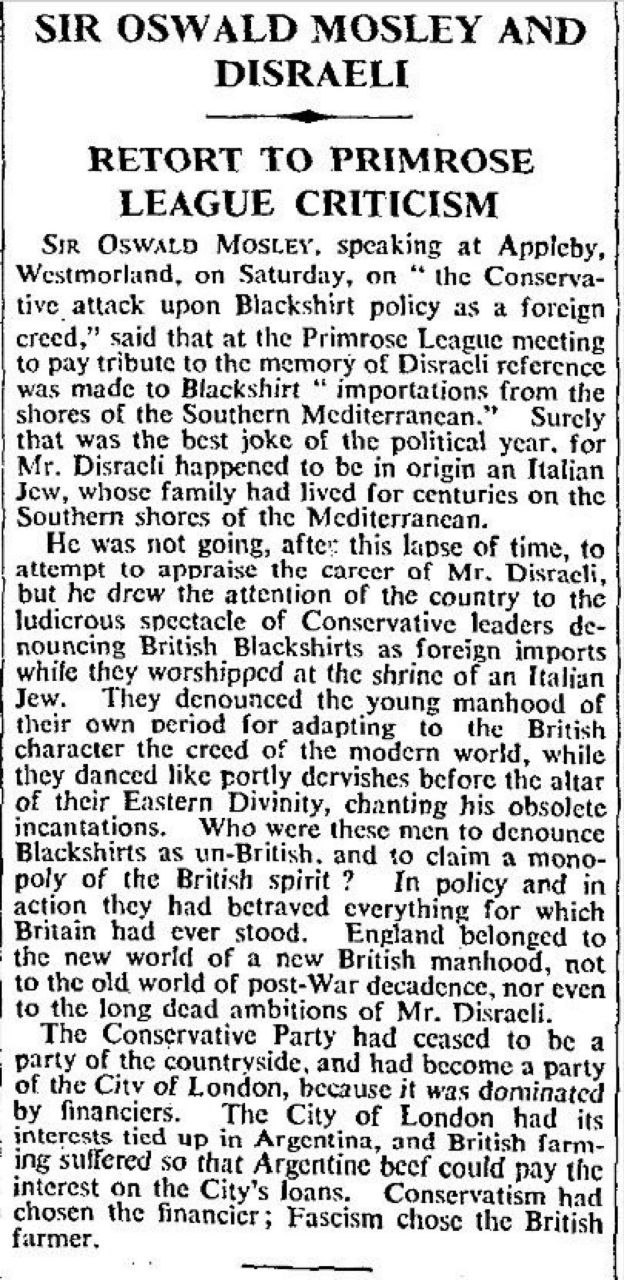 SIR OSWALD MOSLEY AND
DISRAELI
RETORT TO PRIMROSE
LEAGUE CRITICISM
SIR OSWALD MOSLEY, speaking at Appleby,
Westmorland, on Saturday, on " the Conserva-
tive attack upon Blackshirt policy as a foreign
creed," said that at the Primrose League meeting
to pay tribute to the memory of Disraeli reference
was made to Blackshirt " importations from the
shores of the Southern Mediterranean." Surely
that was the best joke of the political year, for
Mr. Disraeli happened to be in origin an Italian
Jew, whose family had lived for centuries on the
Southern shores of the Mediterranean.
He was not going, after this lapse of time, to
attempt to appraise the career of Mr. Disraeli,
but he drew the attention of the country to the
ludicrous spectacle of Conservative leaders de-
nouncing British Blackshirts as foreign imports
while they worshipped at the shrine of an Italian
Jew. They denounced the young manhood of
their own period for adapting to the British
character the creed of the modern world, while
they danced like portly dervishes before the altar
of their Eastern Divinity, chanting his obsolete
incantations. Who were these men to denounce
Blackshirts as un-British, and to claim a mono-
poly of the British spirit ? In policy and in
action they had betrayed everything for which
Britain had ever stood. England belonged to
the new world of a new British manhood, not
to the old world of post-War decadence, nor even
to the long dead ambitions of Mr. Disraeli.
The Conservative Party had ceased to be a
party of the countryside, and had become a party
of the City of London, because it was dominated
by financiers. The City of London had its
interests tied up in Argentina, and British farm-
ing suffered so that Argentine beef could pay the
interest on the City's loans. Conservatism had
chosen the financier ; Fascism chose the British
farmer.